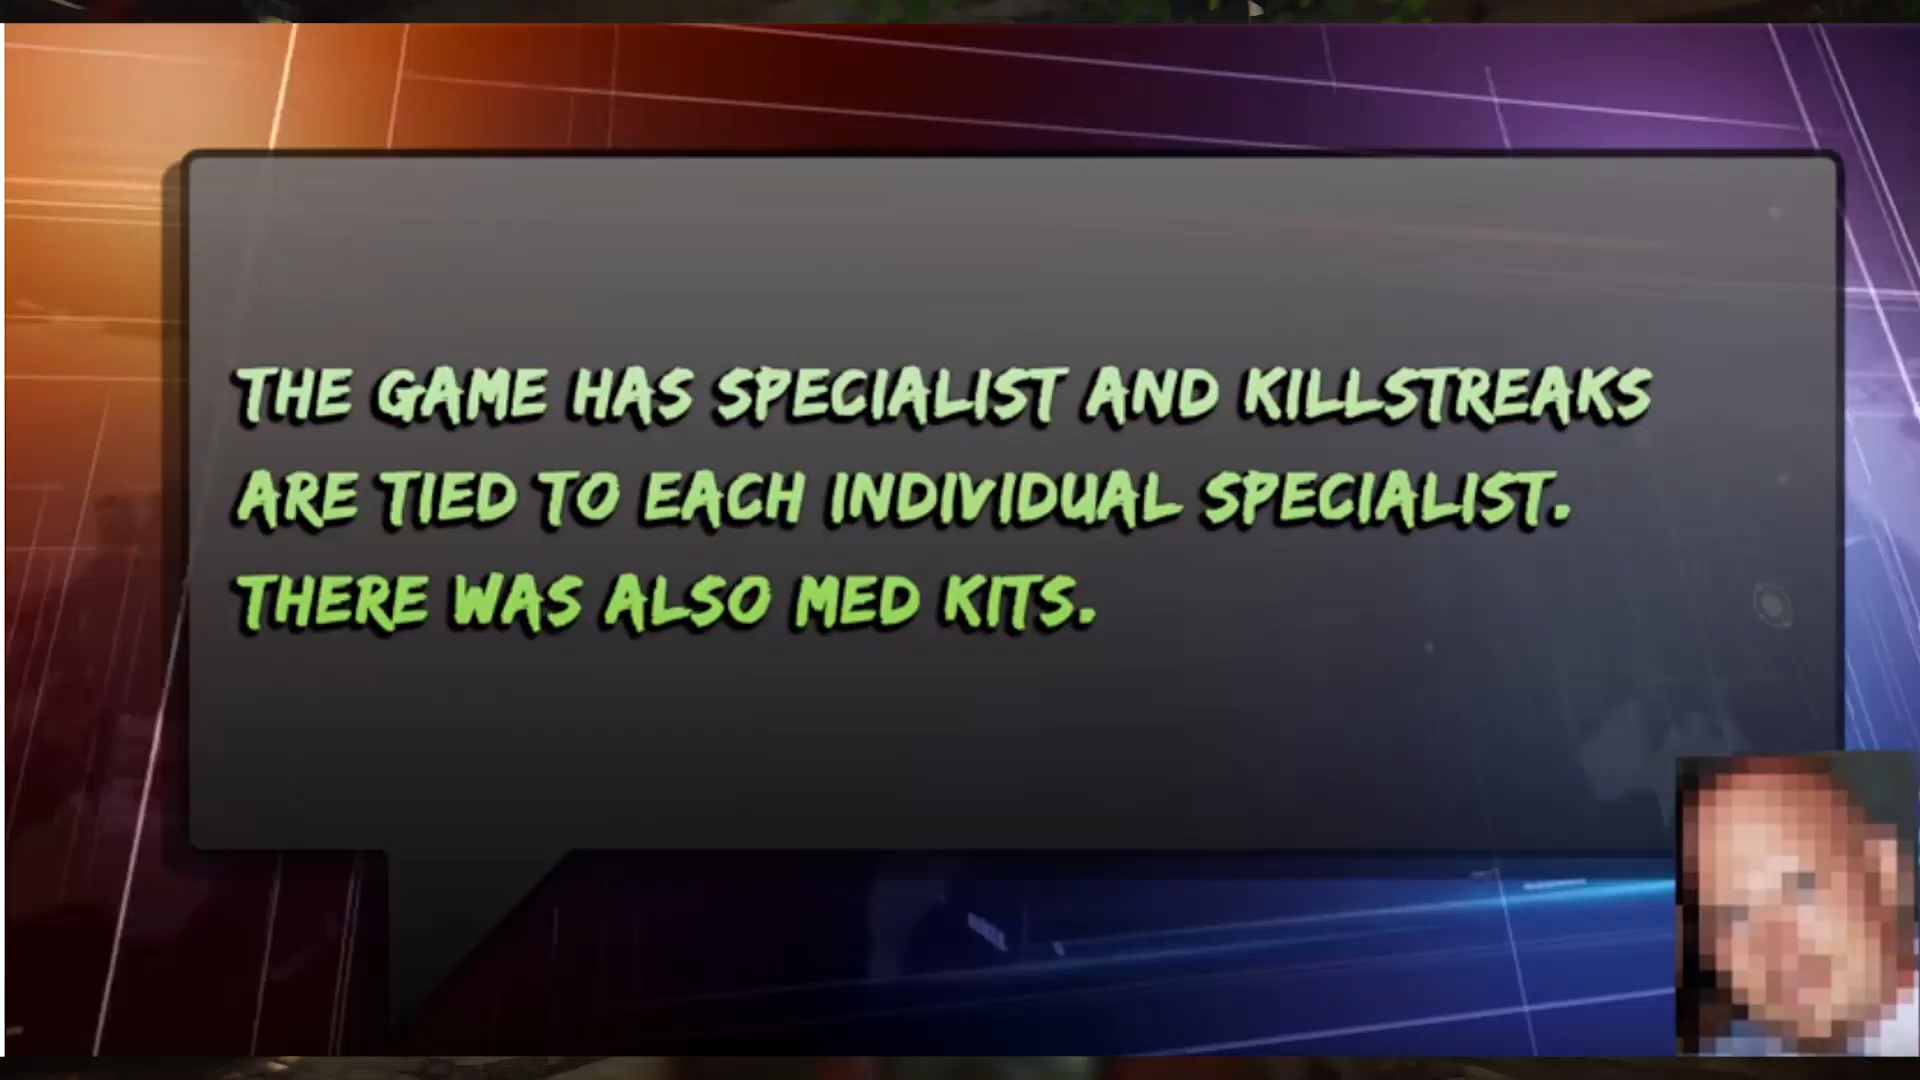 THE GAME HAS SPECIALIST AND KILLSTREAKS
ARE TIED TO EACH INDIVIDUAL SPECIALIST.
THERE WAS ALSO MED KITS.